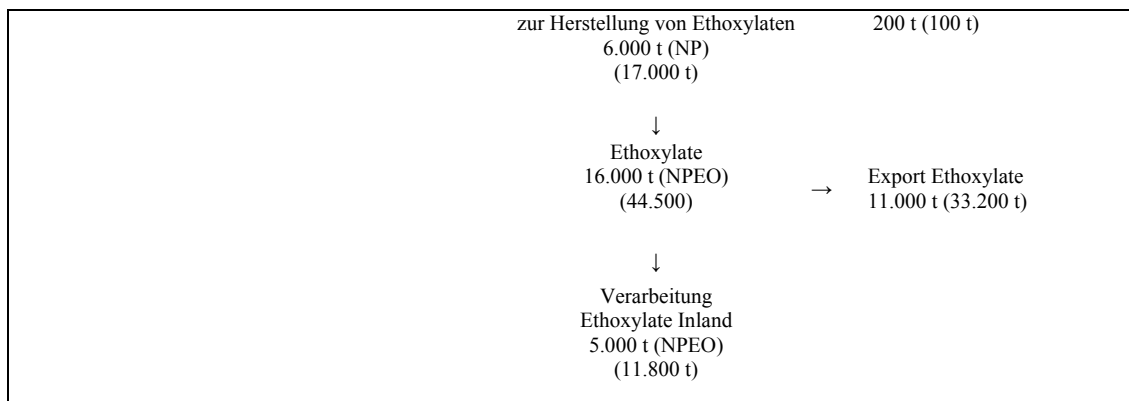 zur Herstellung von Ethoxylaten 200 t (100 t)
6.000 t (NP)
(17.000 t)
↓
Ethoxylate
16.000 t (NPEO) → Export Ethoxylate
(44.500) 11.000 t (33.200 t)
↓
Verarbeitung
Ethoxylate Inland
5.000 t (NPEO)
(11.800 t)